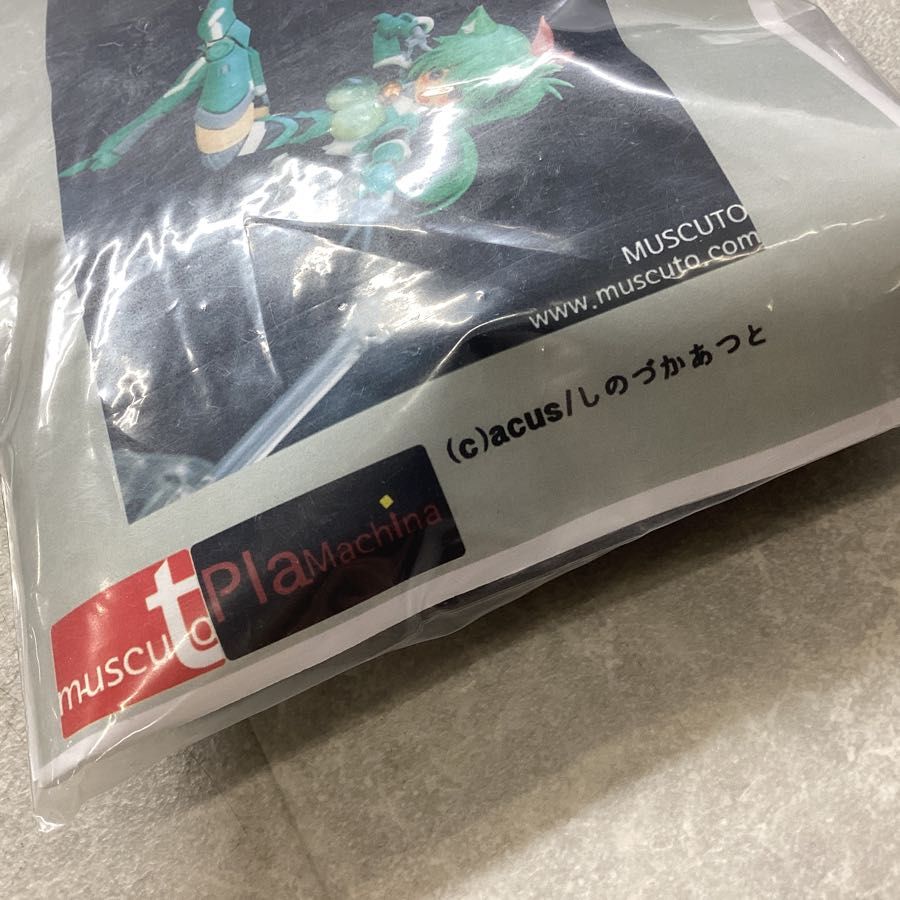 MUSCUTO
www.muscuto.com
(c)acus/しのづかあつと
PlaMachina
muscuto